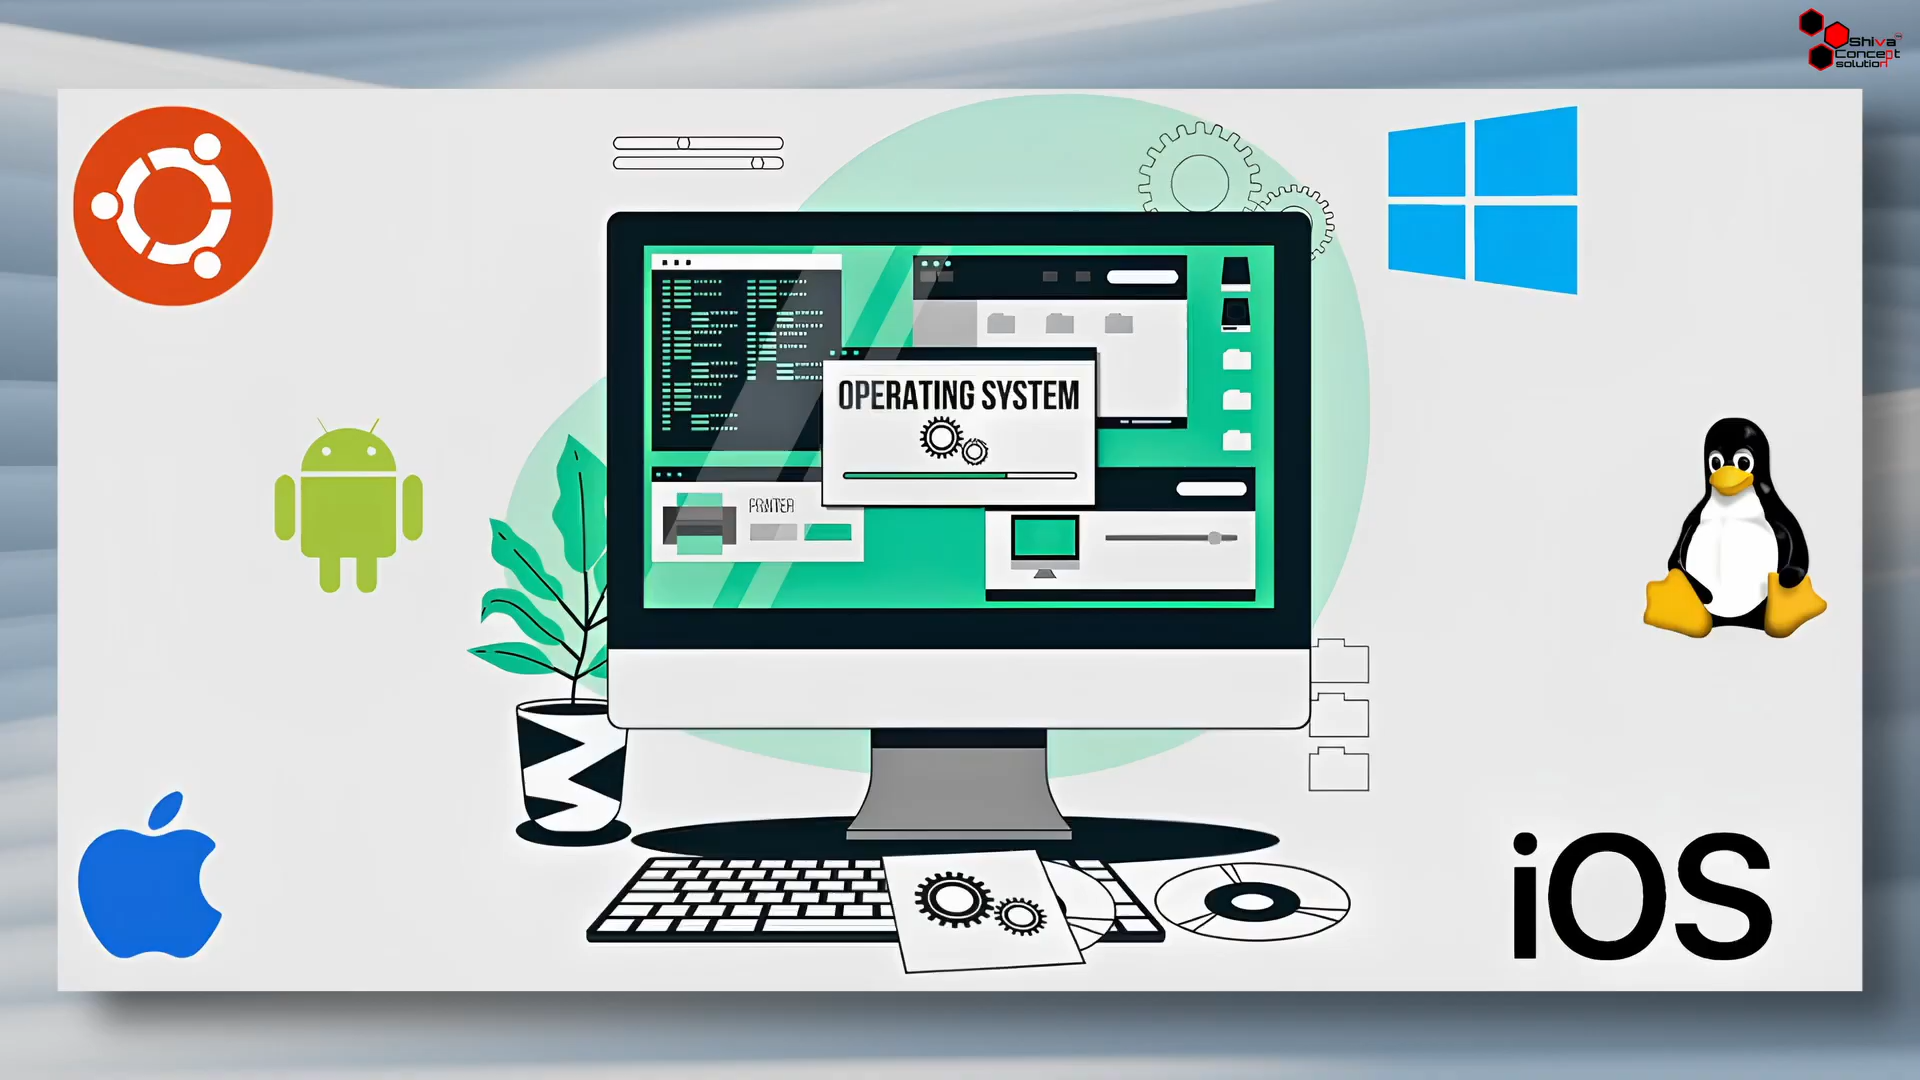 Shiva
Concept
solution
OPERATING SYSTEM
PRINTER
iOS